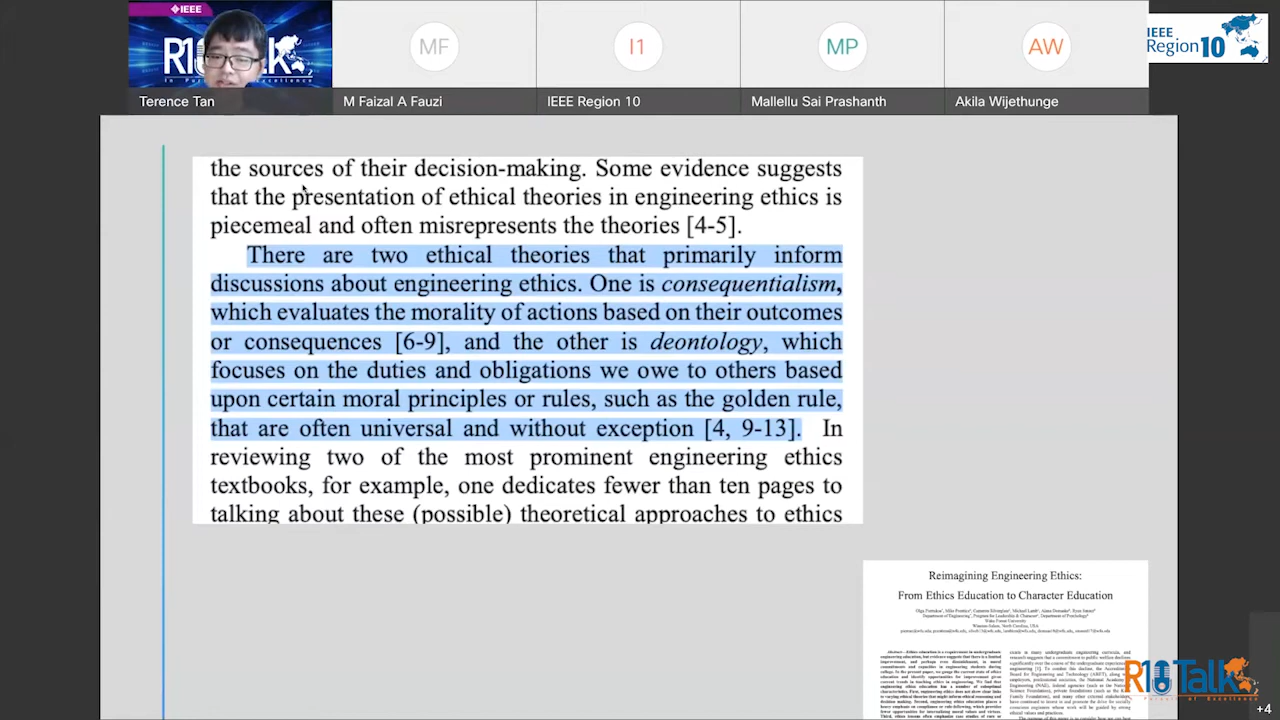 IEEE
R10 TALK
MF
I1
MP
AW
IEEE
Region 10
Terence Tan
M Faizal A Fauzi
IEEE Region 10
Mallellu Sai Prashanth
Akila Wijethunge
the sources of their decision-making. Some evidence suggests
that the presentation of ethical theories in engineering ethics is
piecemeal and often misrepresents the theories [4-5].
There are two ethical theories that primarily inform
discussions about engineering ethics. One is consequentialism,
which evaluates the morality of actions based on their outcomes
or consequences [6-9], and the other is deontology, which
focuses on the duties and obligations we owe to others based
upon certain moral principles or rules, such as the golden rule,
that are often universal and without exception [4, 9-13]. In
reviewing two of the most prominent engineering ethics
textbooks, for example, one dedicates fewer than ten pages to
talking about these (possible) theoretical approaches to ethics
Reimagining Engineering Ethics:
From Ethics Education to Character Education
Wake Forest University
R10 Talk
+4